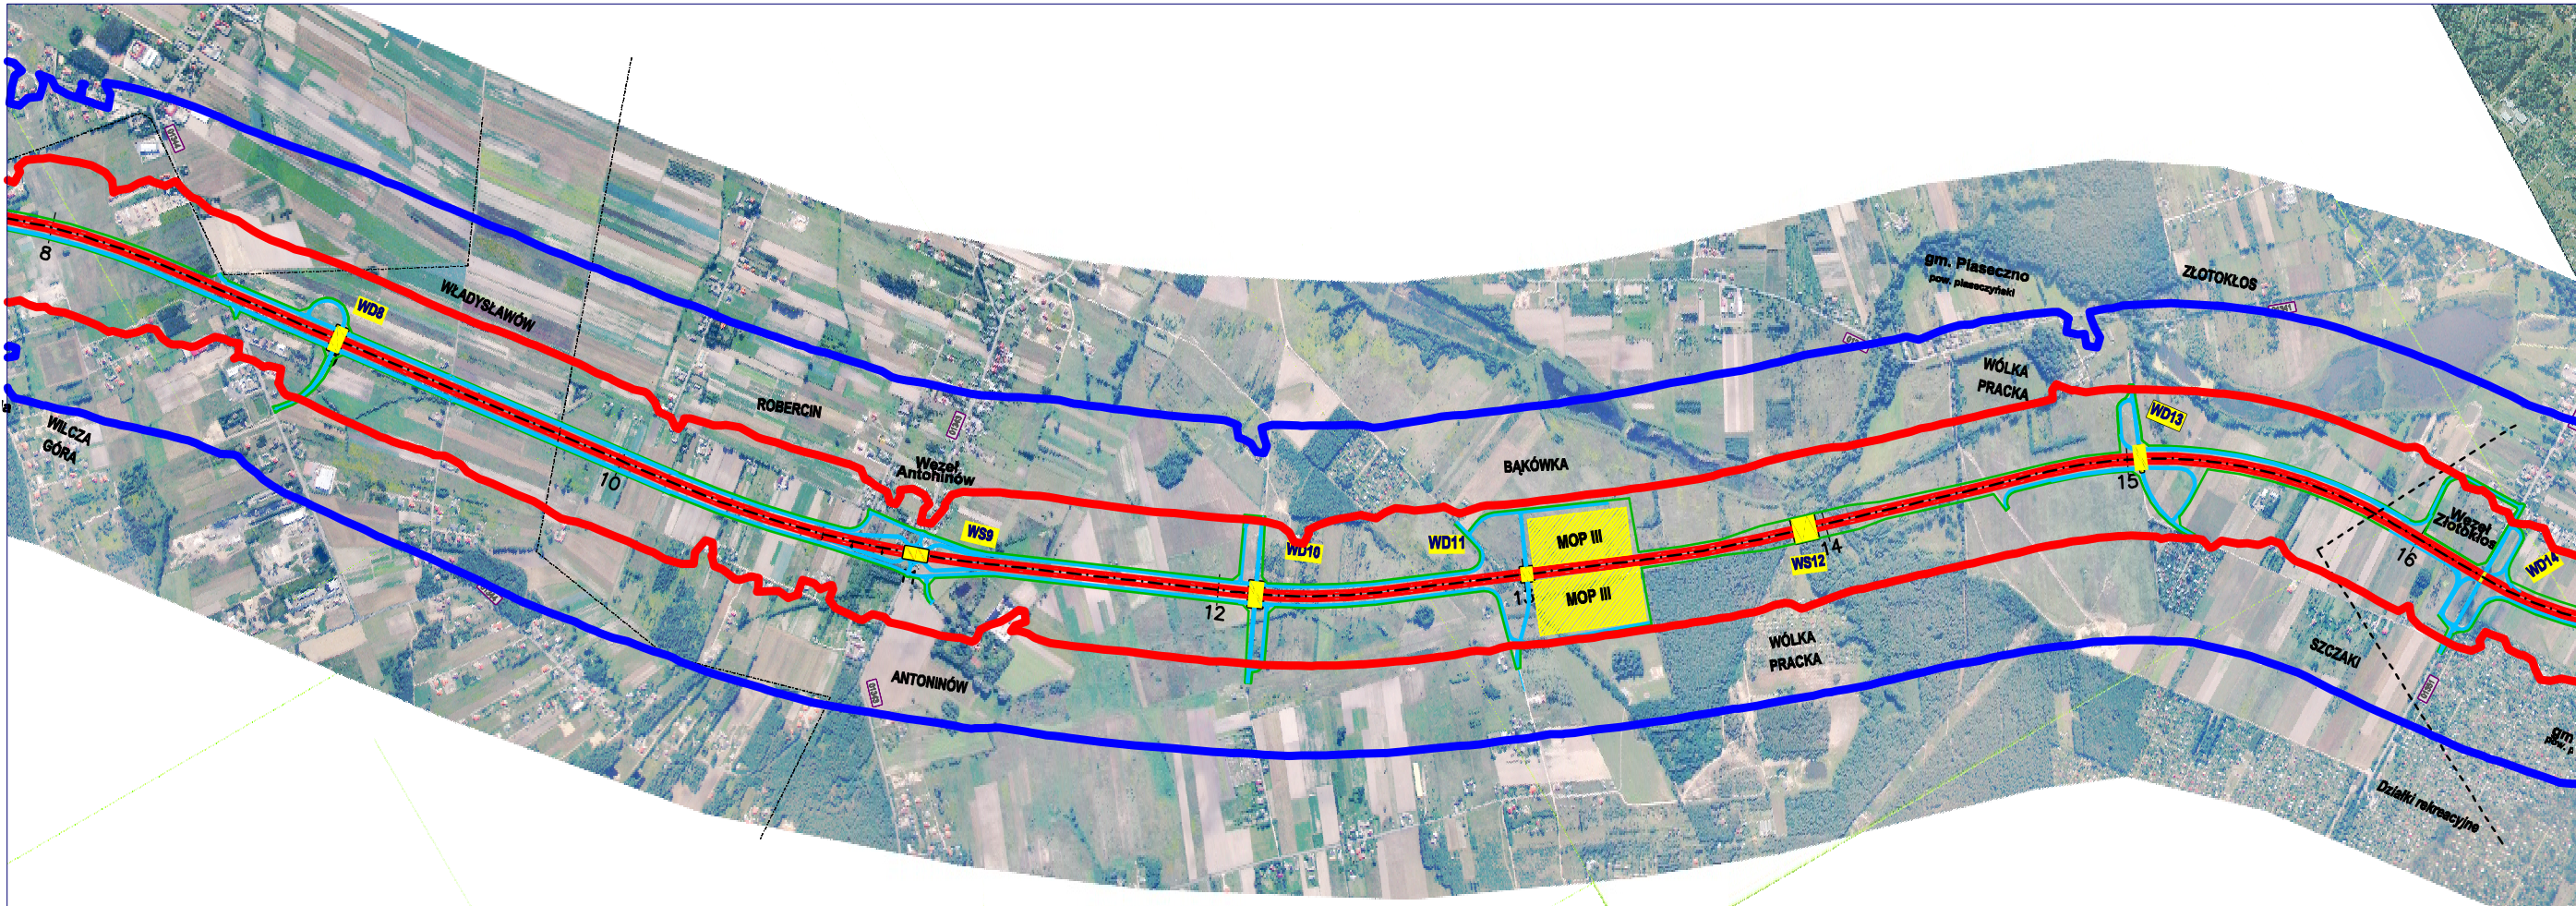 8
WD8
WŁADYSŁAWÓW
WILCZA
GÓRA
10
ROBERCIN
Węzeł
Antoninów
WS9
ANTONINÓW
12
WD10
WD11
BĄKÓWKA
MOP III
MOP III
WS12
14
WÓLKA
PRACKA
gm. Piaseczno
pow. piaseczyński
WÓLKA
PRACKA
ZŁOTOKŁOS
WD13
15
16
Węzeł
Złotokłos
WD14
SZCZAKI
gm
Działki rekreacyjne